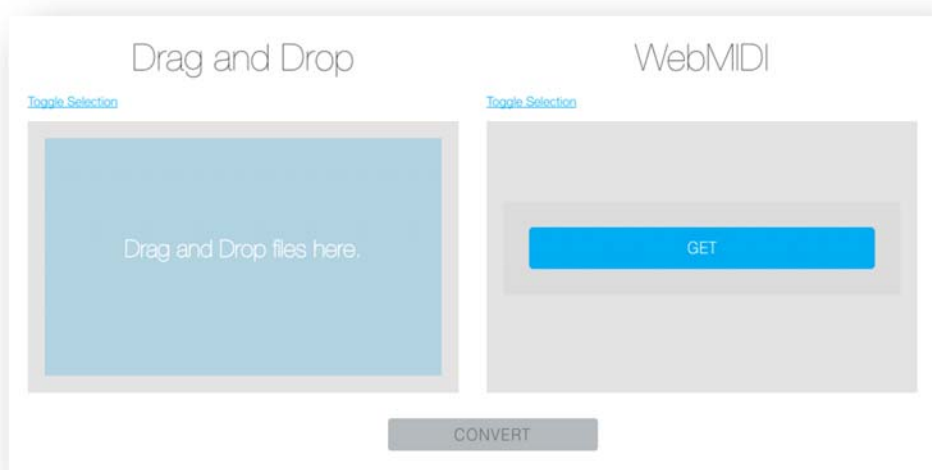 Drag and Drop
Toggle Selection
Drag and Drop files here.
WebMIDI
Toggle Selection
GET
CONVERT